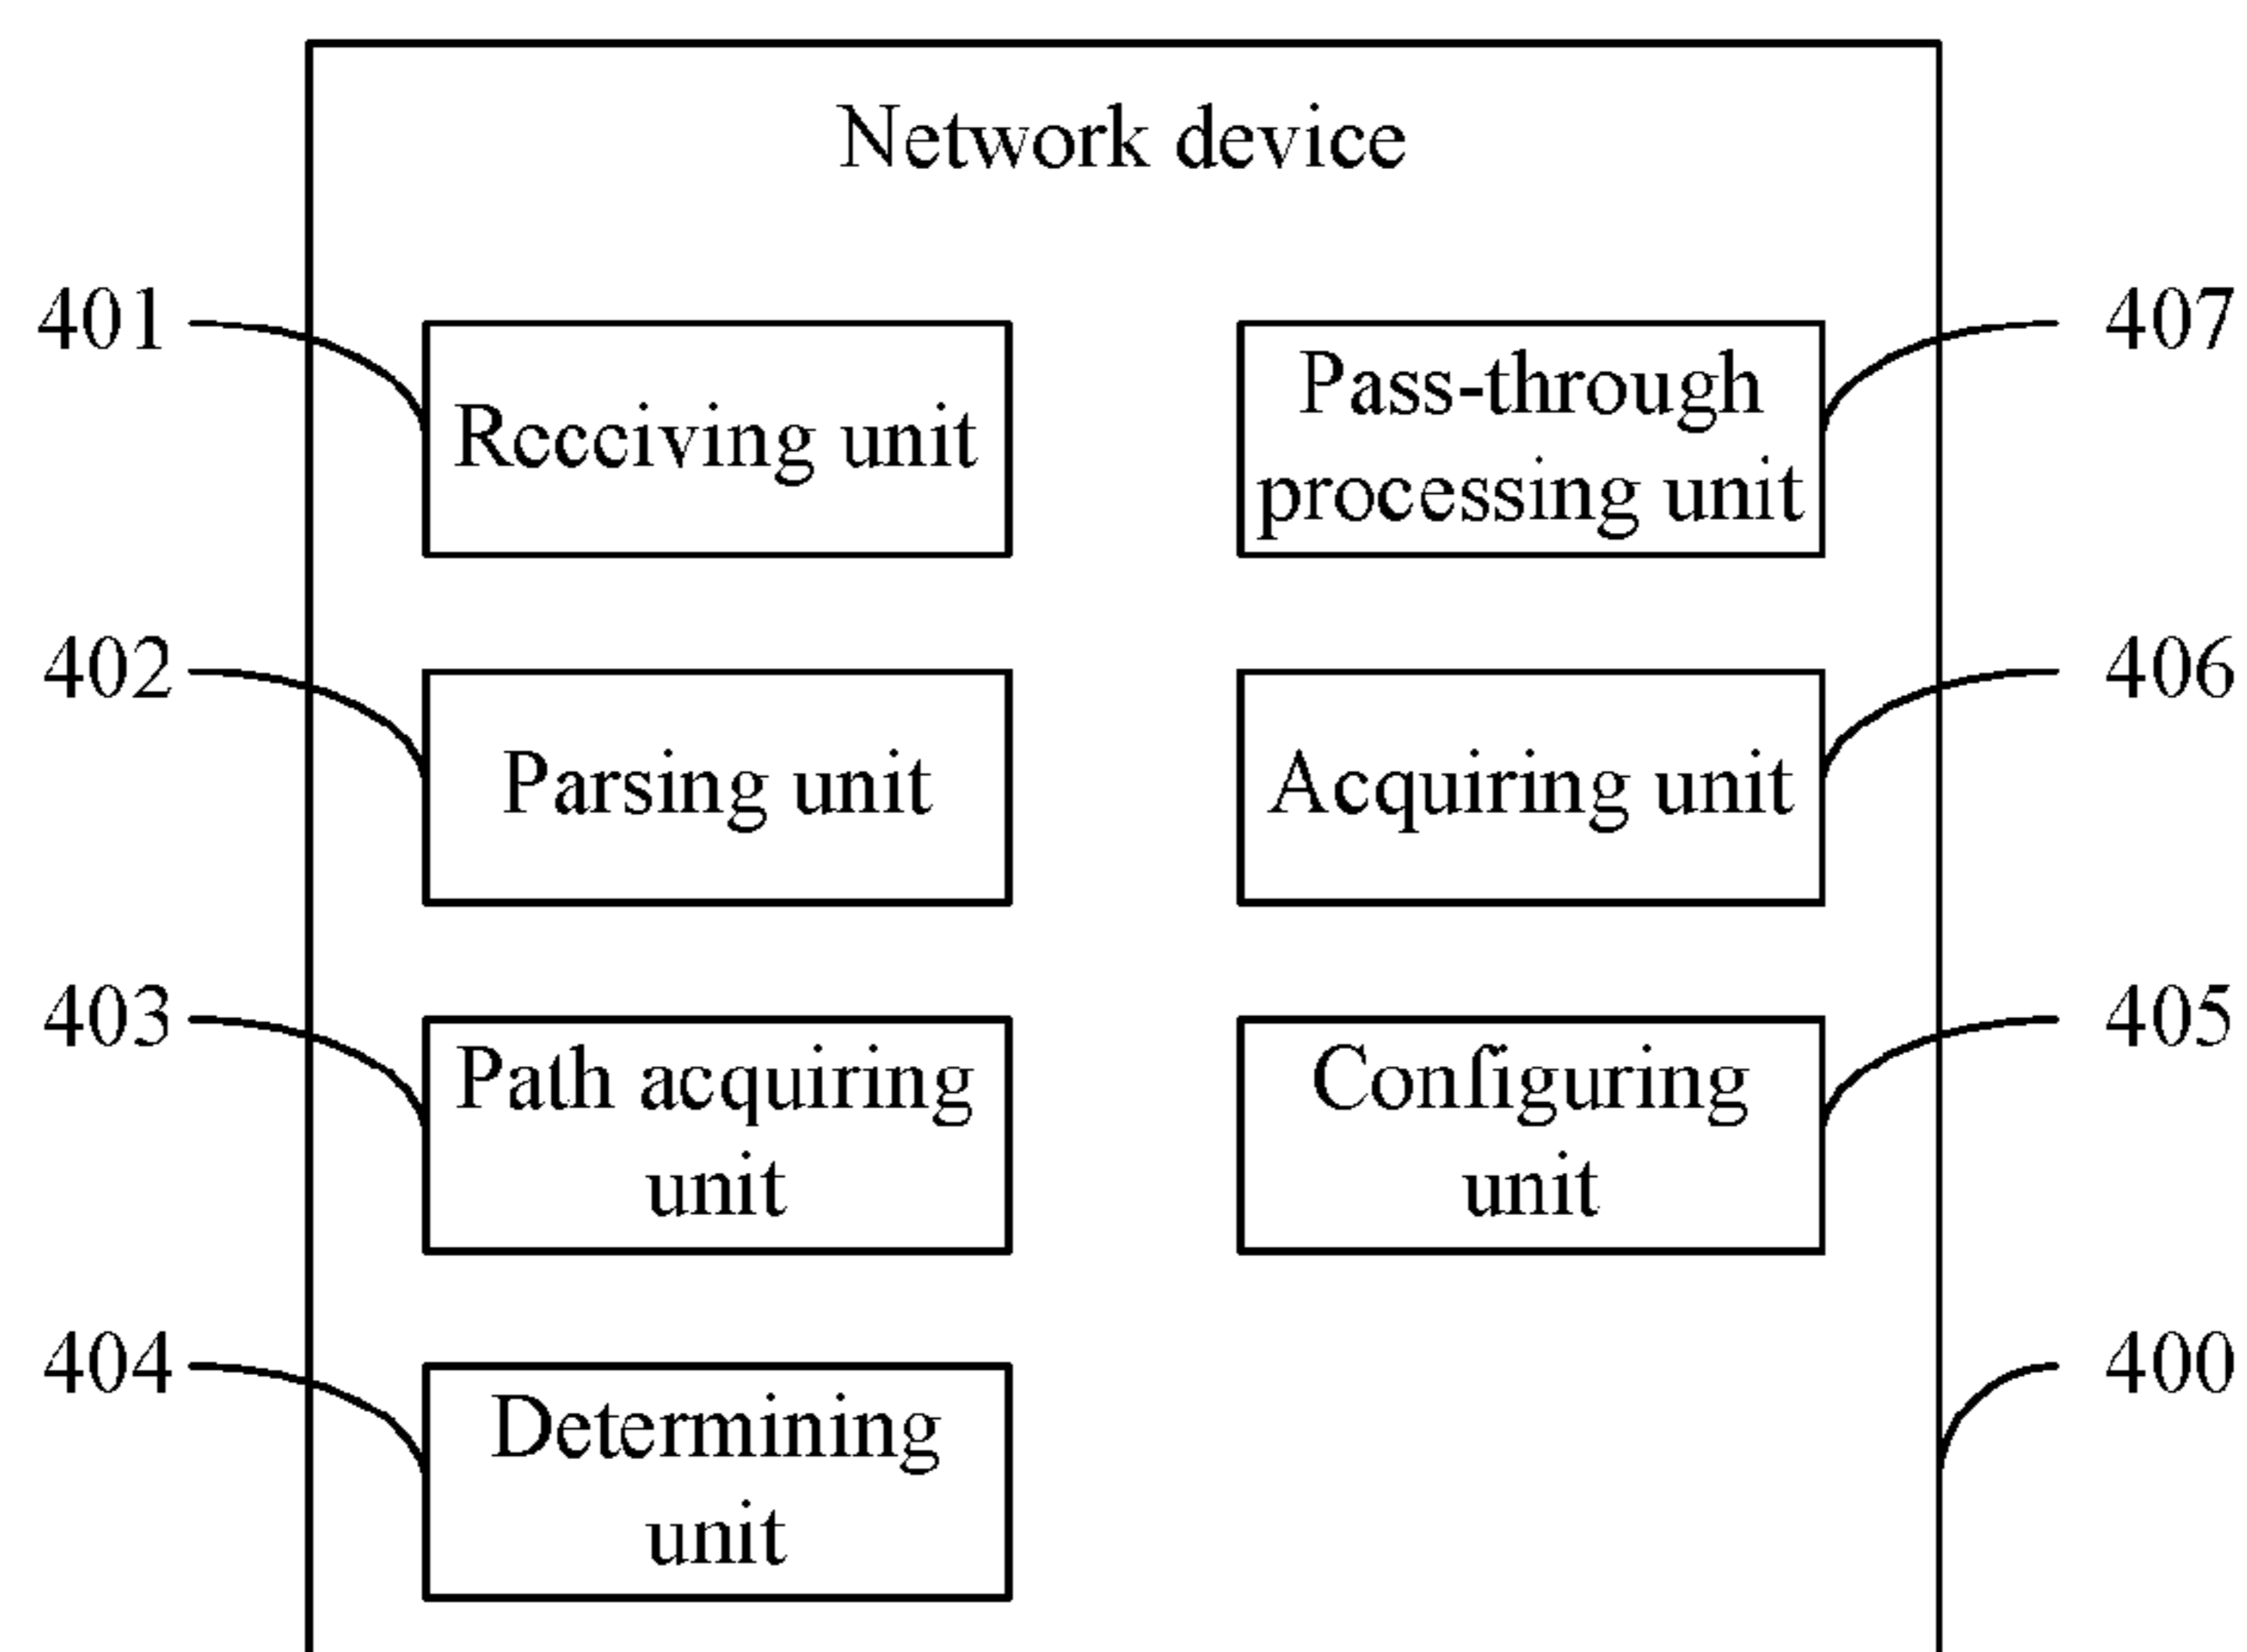 Network device
401
Receiving unit
Pass-through
processing unit
407
402
Parsing unit
Acquiring unit
406
403
Path acquiring
unit
Configuring
unit
405
404
Determining
unit
400